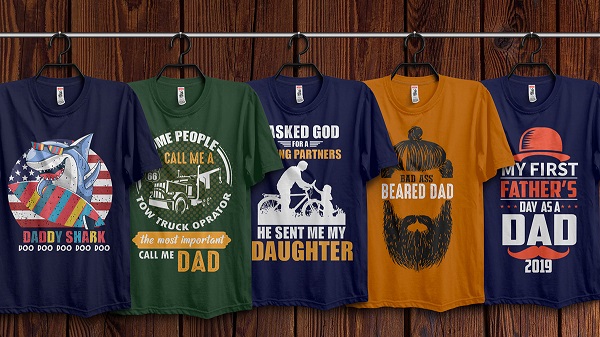 DADDY SHARK
DOO DOO DOO DOO DOO
ME PEOPLE
CALL ME A
66
TOW TRUCK OPRATOR
the most important
CALL ME DAD
ASKED GOD
FOR A
NG PARTNERS
HE SENT ME MY
DAUGHTER
BAD ASS
BEARED DAD
MY FIRST
FATHER'S
DAY AS A
DAD
2019